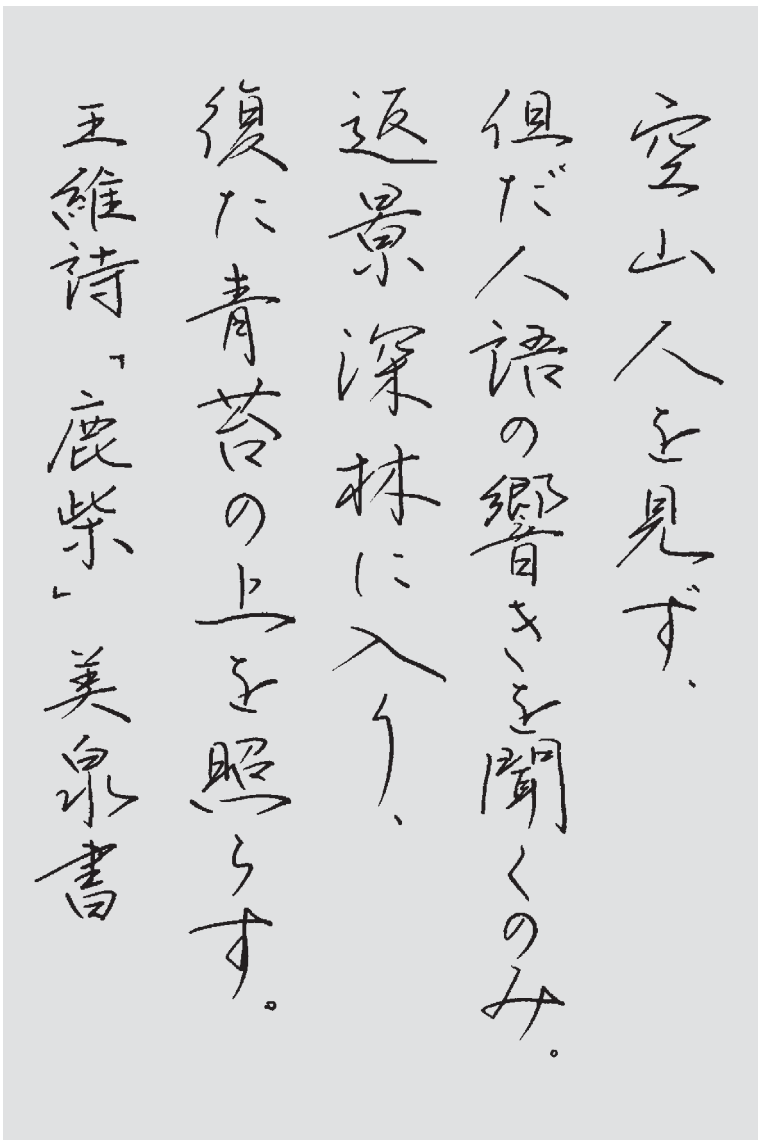 空山人を見ず、
但だ人語の響きを聞くのみ。
返景深林に入り、
復た青苔の上を照らす。
王維詩「鹿柴」 美泉書